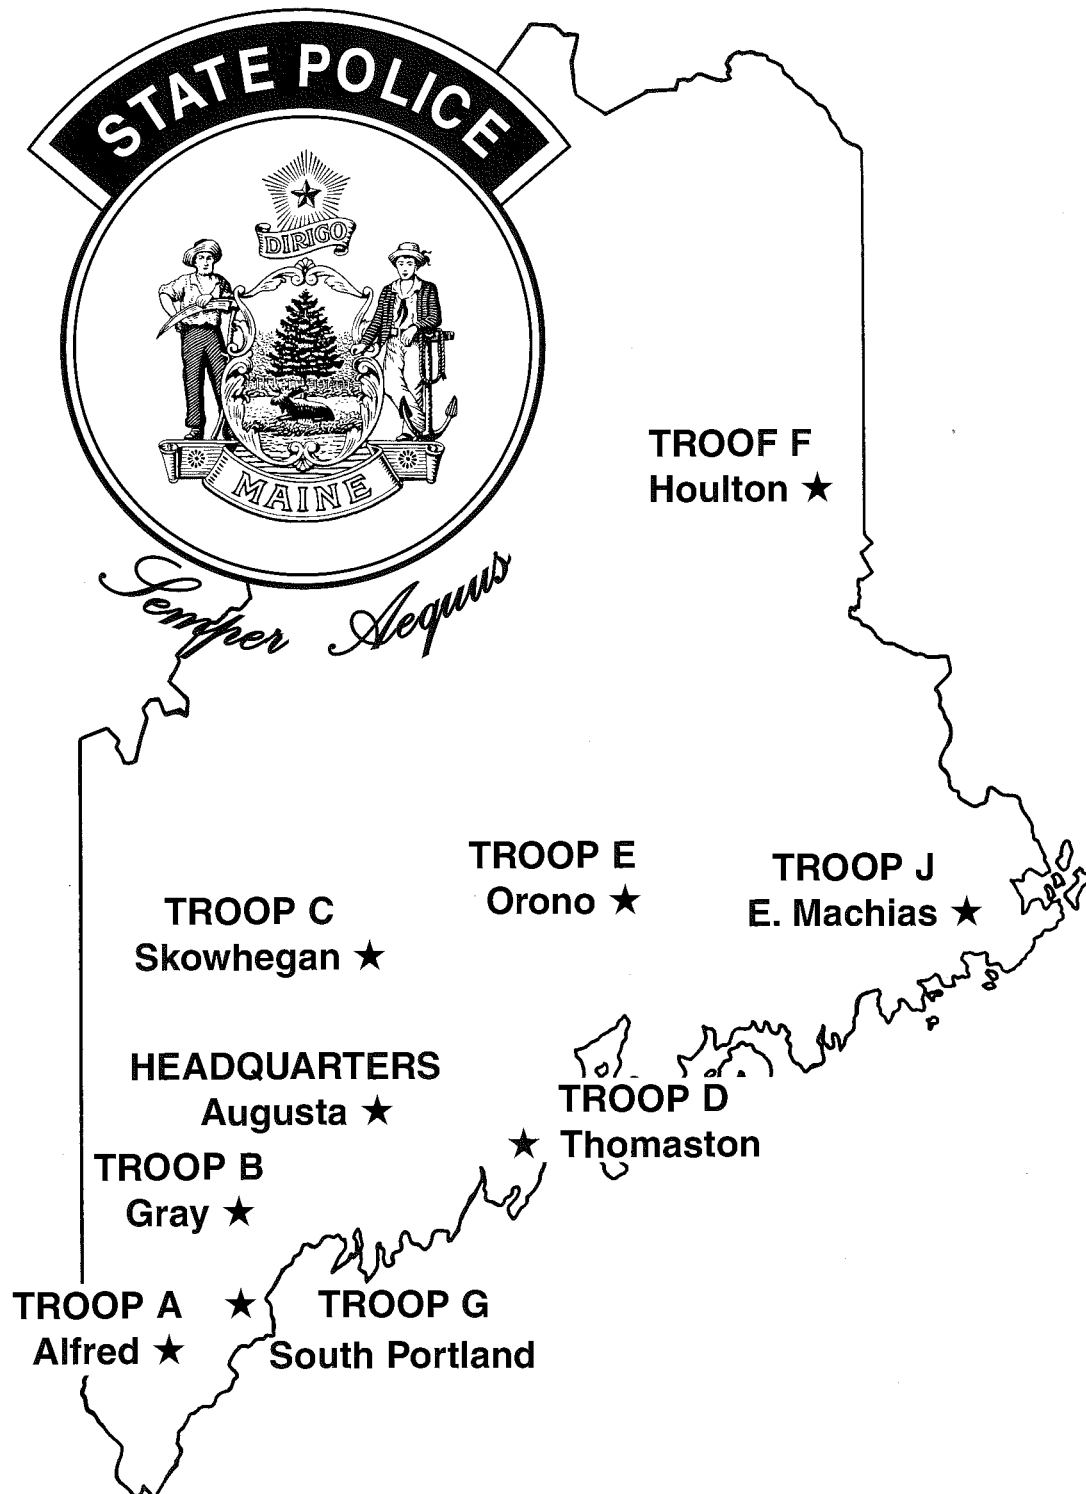 STATE POLICE
DIRIGO
MAINE
Semper Aequus
TROOF F
Houlton ★
TROOP E
Orono ★
TROOP J
E. Machias ★
TROOP C
Skowhegan ★
HEADQUARTERS
Augusta ★
TROOP D
★ Thomaston
TROOP B
Gray ★
TROOP A ★
Alfred ★
TROOP G
South Portland